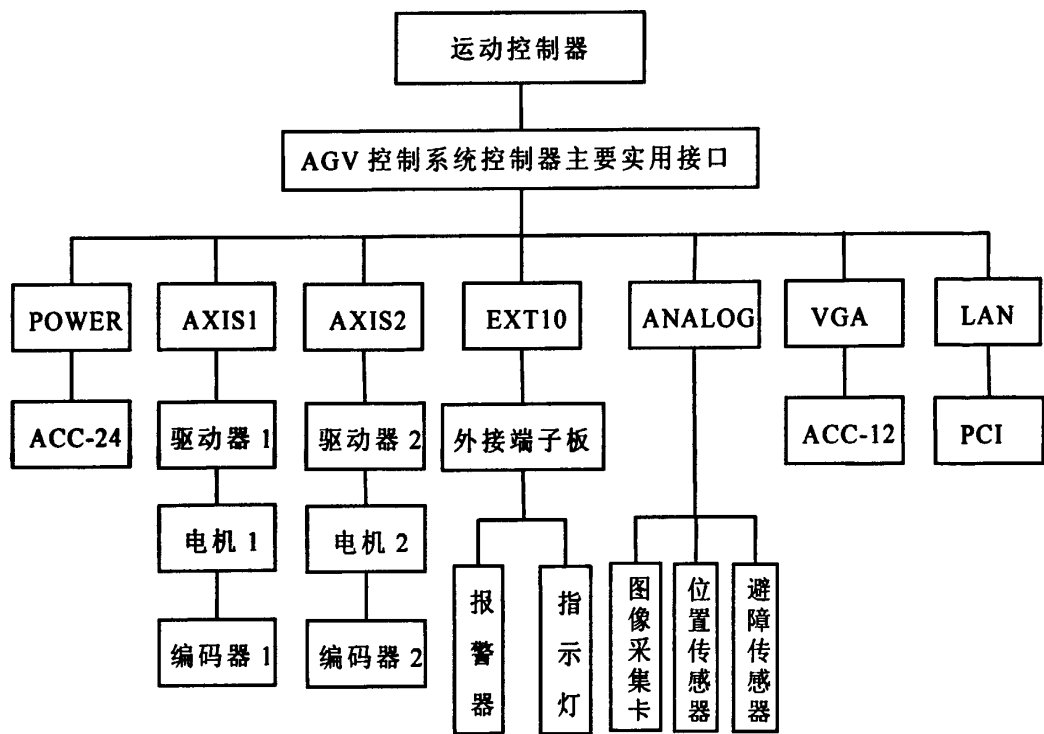 运动控制器
AGV 控制系统控制器主要实用接口
POWER
AXIS1
AXIS2
EXT10
ANALOG
VGA
LAN
ACC-24
驱动器 1
驱动器 2
外接端子板
ACC-12
PCI
电机 1
电机 2
报警器
指示灯
图像采集卡
位置传感器
避障传感器
编码器 1
编码器 2